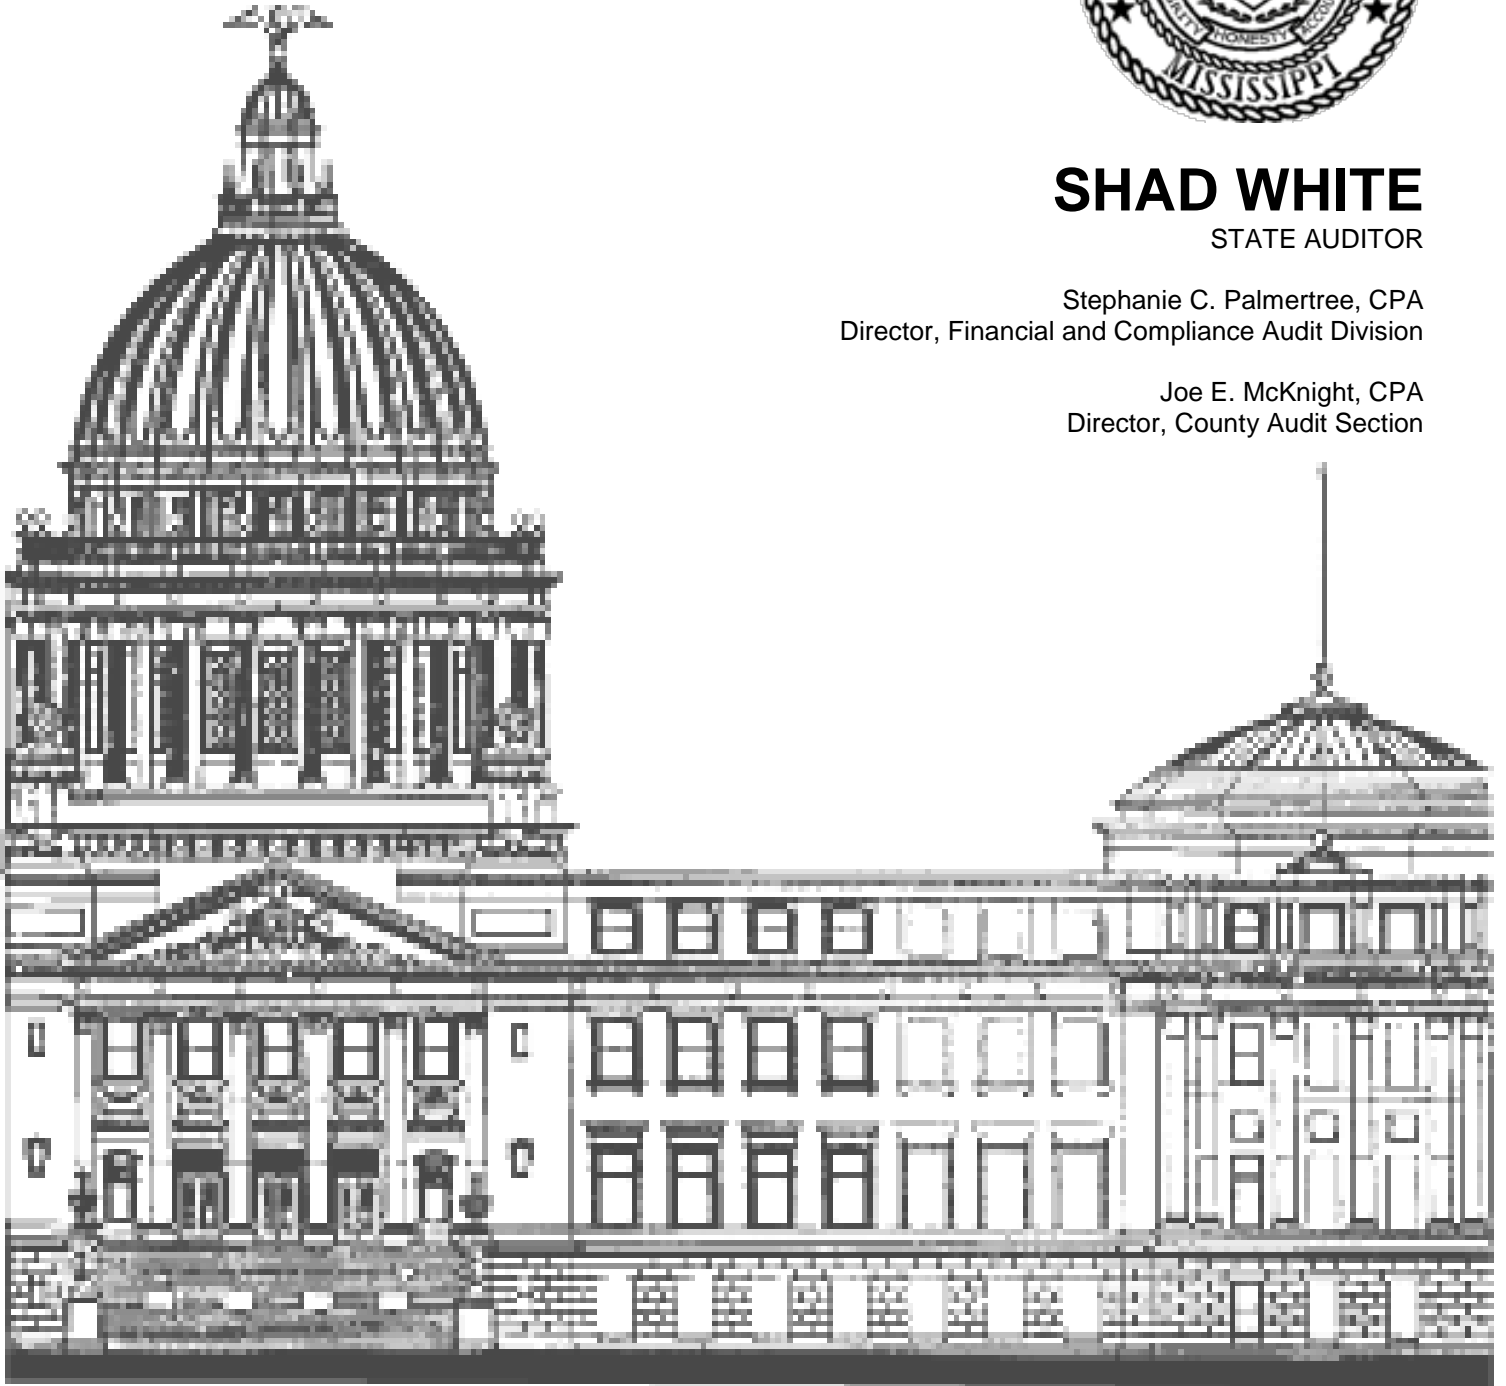 HONESTY
MISSISSIPPI
SHAD WHITE
STATE AUDITOR
Stephanie C. Palmertree, CPA
Director, Financial and Compliance Audit Division
Joe E. McKnight, CPA
Director, County Audit Section